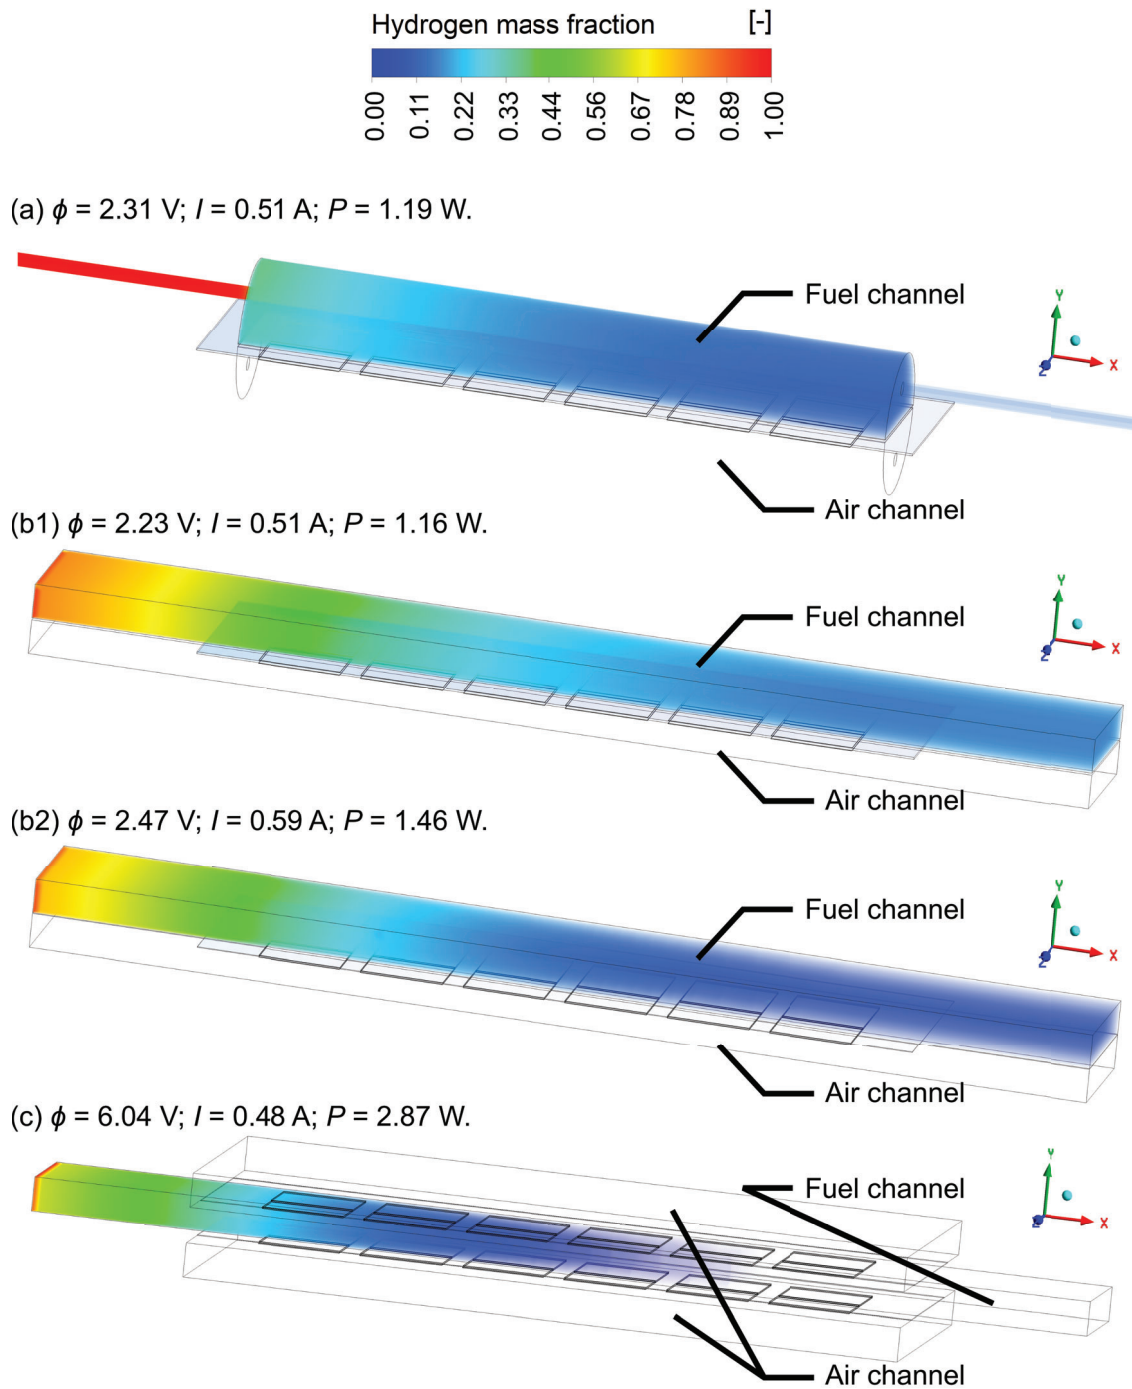 Hydrogen mass fraction [-]
0.00 0.11 0.22 0.33 0.44 0.56 0.67 0.78 0.89 1.00
(a) ϕ = 2.31 V; I = 0.51 A; P = 1.19 W.
Fuel channel
Y
X
Z
Air channel
(b1) ϕ = 2.23 V; I = 0.51 A; P = 1.16 W.
Fuel channel
Y
X
Z
Air channel
(b2) ϕ = 2.47 V; I = 0.59 A; P = 1.46 W.
Fuel channel
Y
X
Z
Air channel
(c) ϕ = 6.04 V; I = 0.48 A; P = 2.87 W.
Fuel channel
Y
X
Z
Air channel